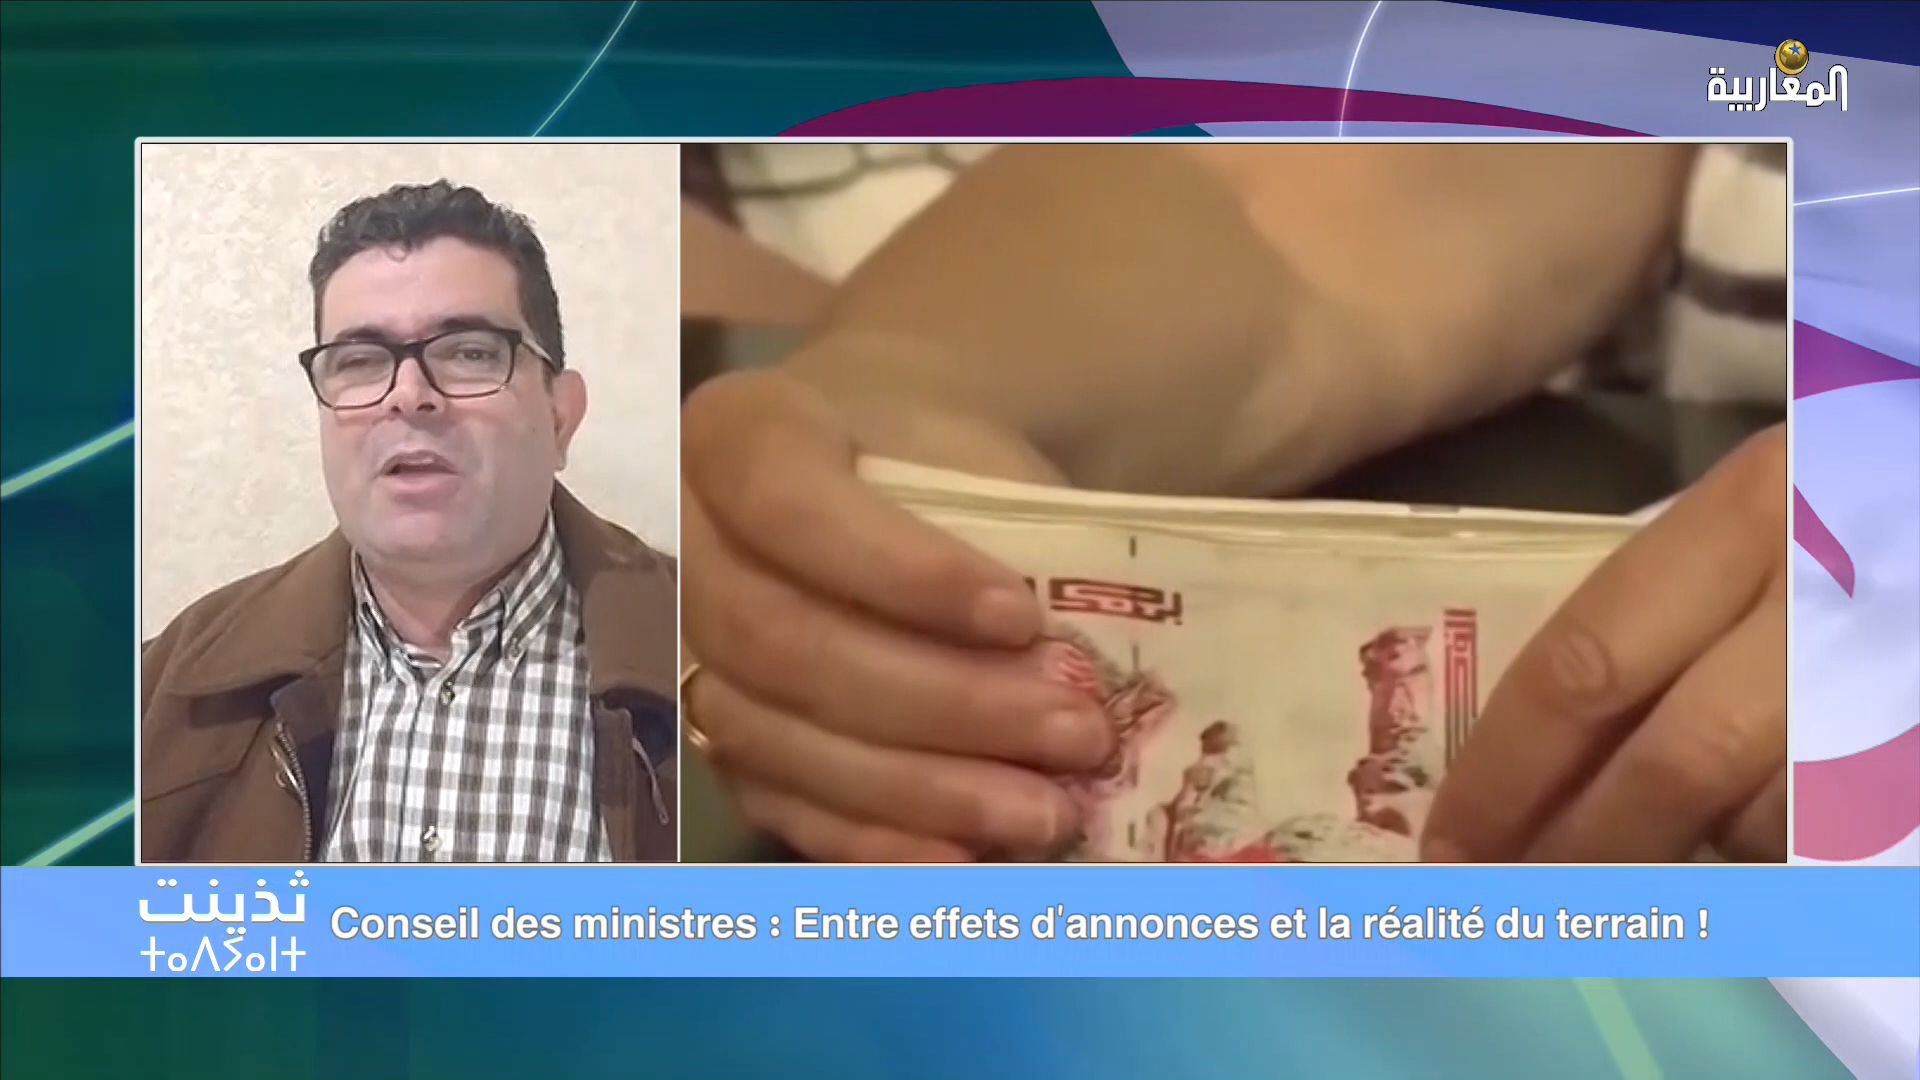 المغاربية
ثذينت
ⵜⴰⴷⵢⴰⵏⵜ
Conseil des ministres : Entre effets d'annonces et la réalité du terrain !